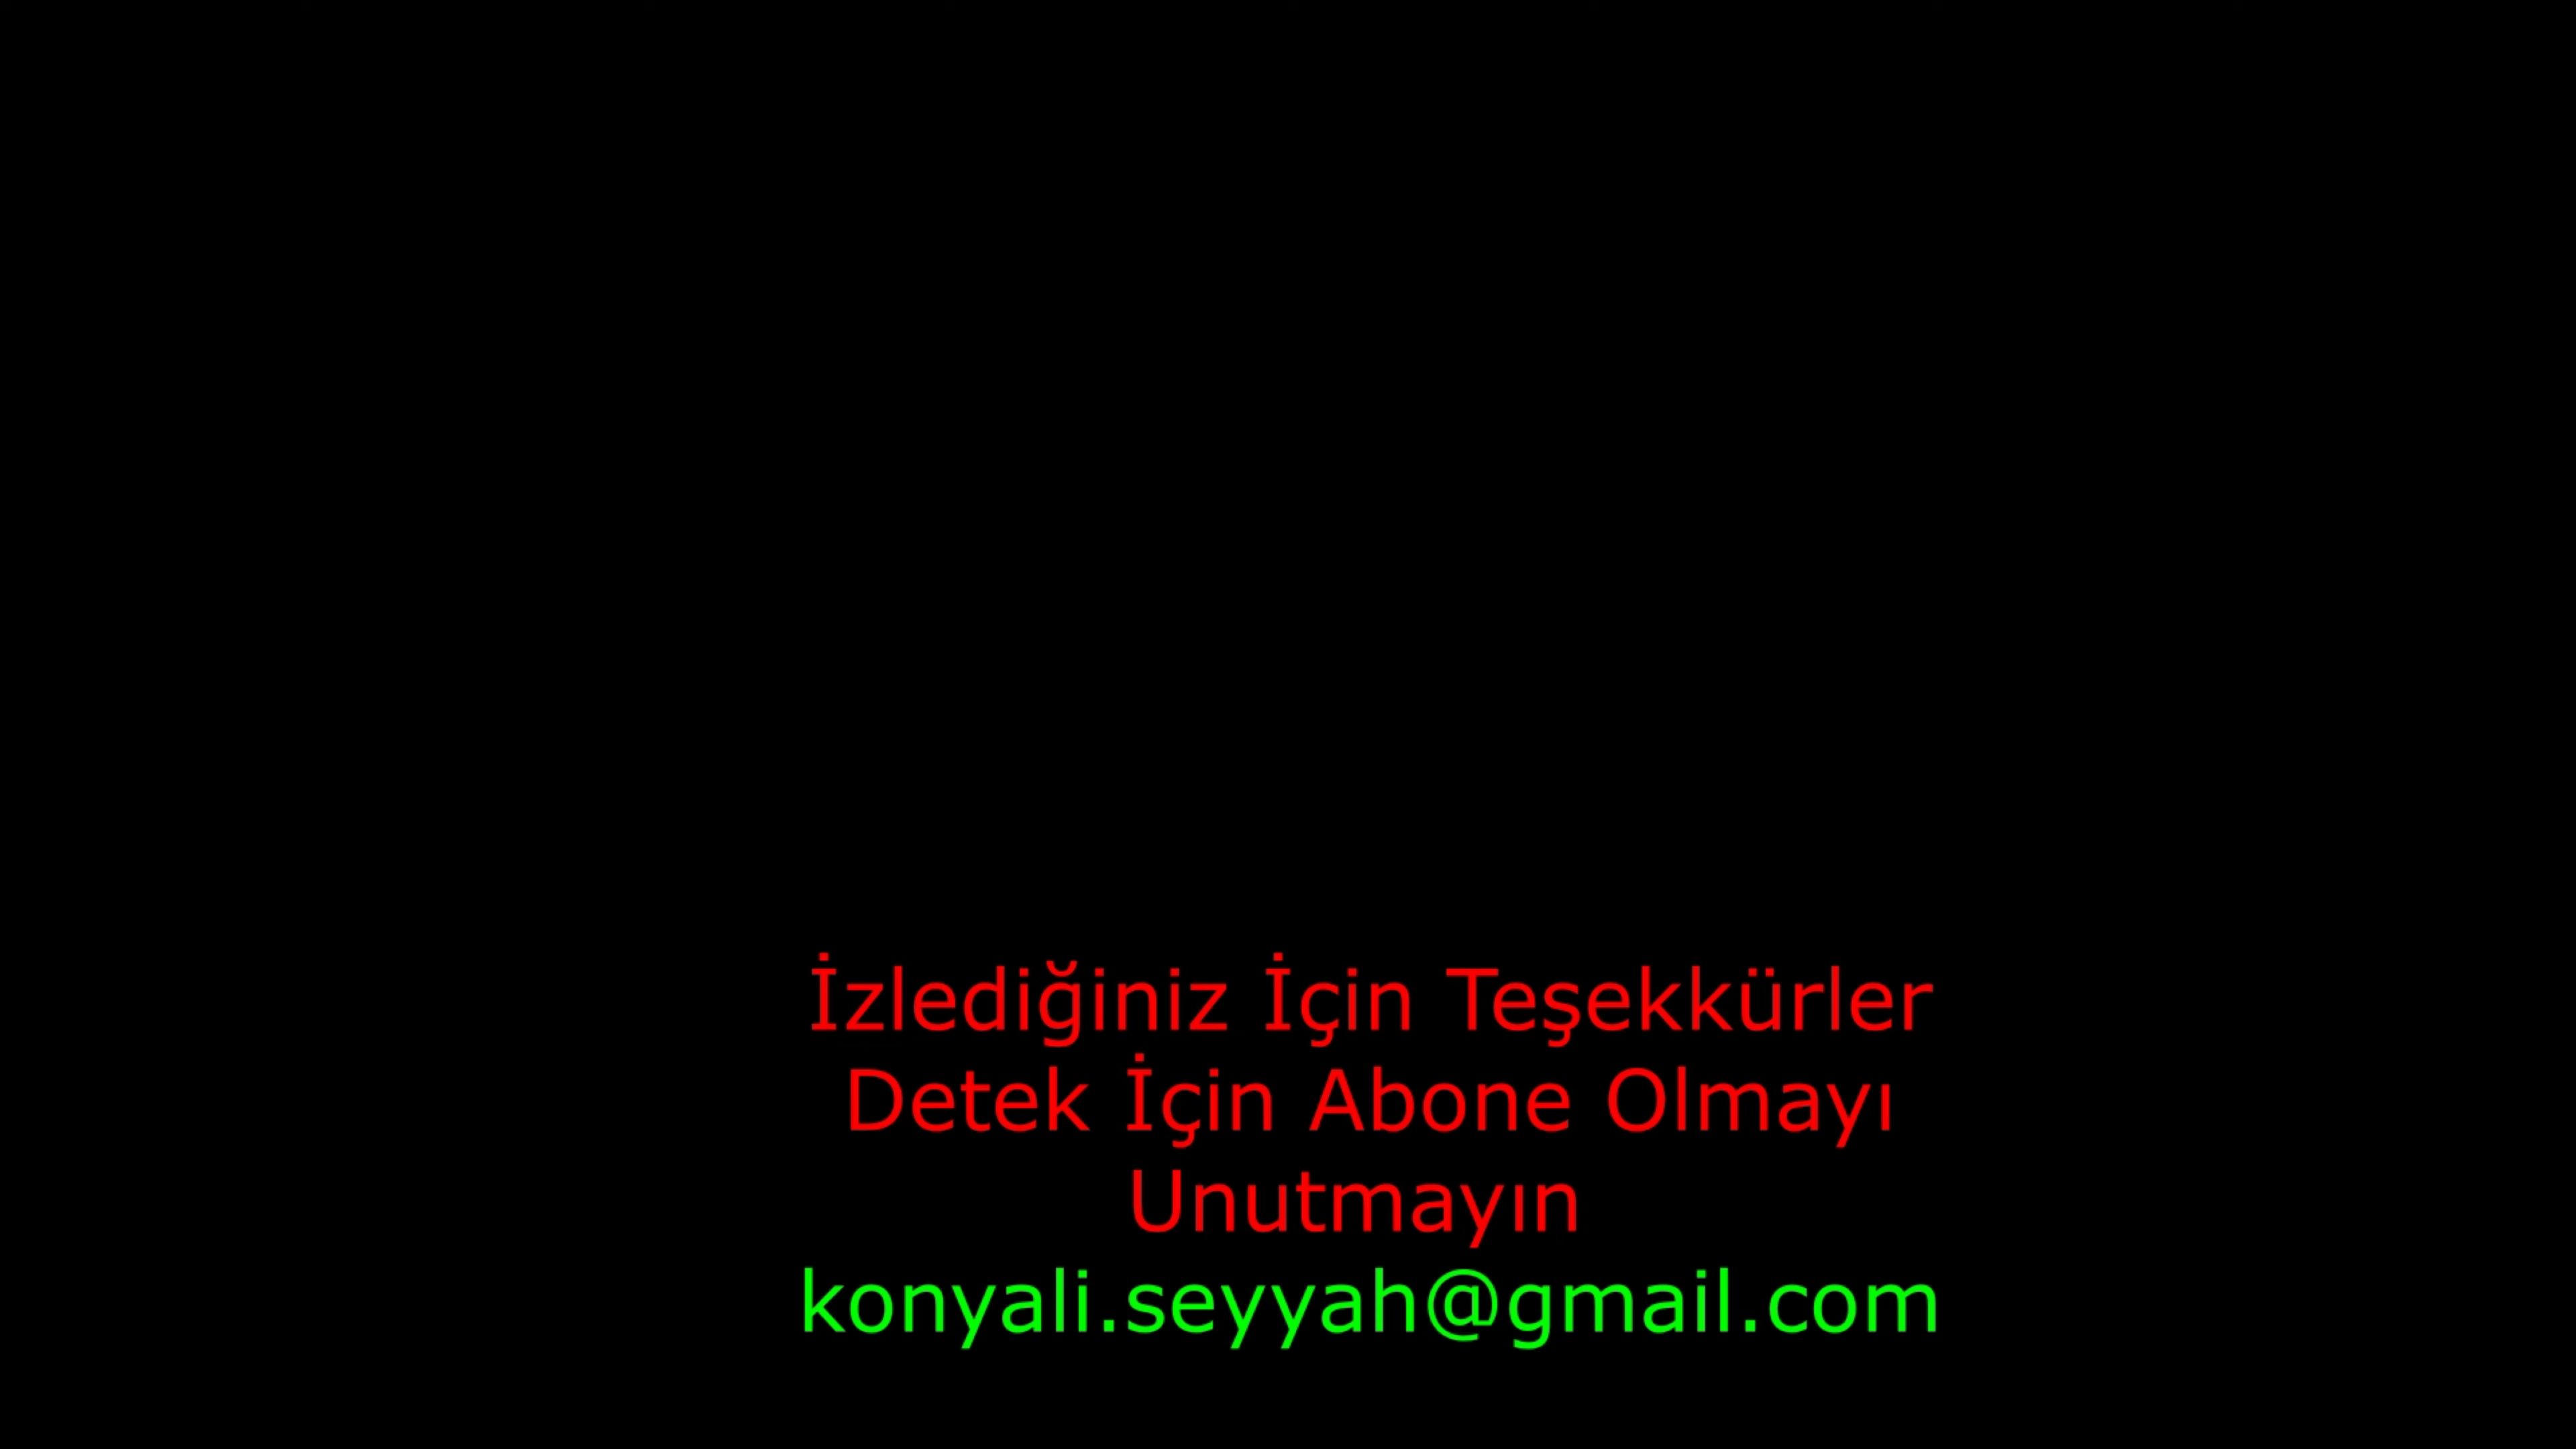 İzlediğiniz İçin Teşekkürler
Detek İçin Abone Olmayı
Unutmayın
konyali.seyyah@gmail.com